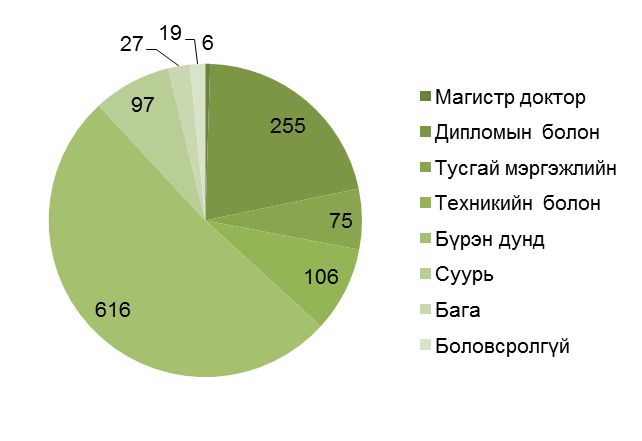 19
6
27
97
255
75
106
616
Магистр доктор
Дипломын болон
Тусгай мэргэжлийн
Техникийн болон
Бүрэн дунд
Суурь
Бага
Боловсролгүй